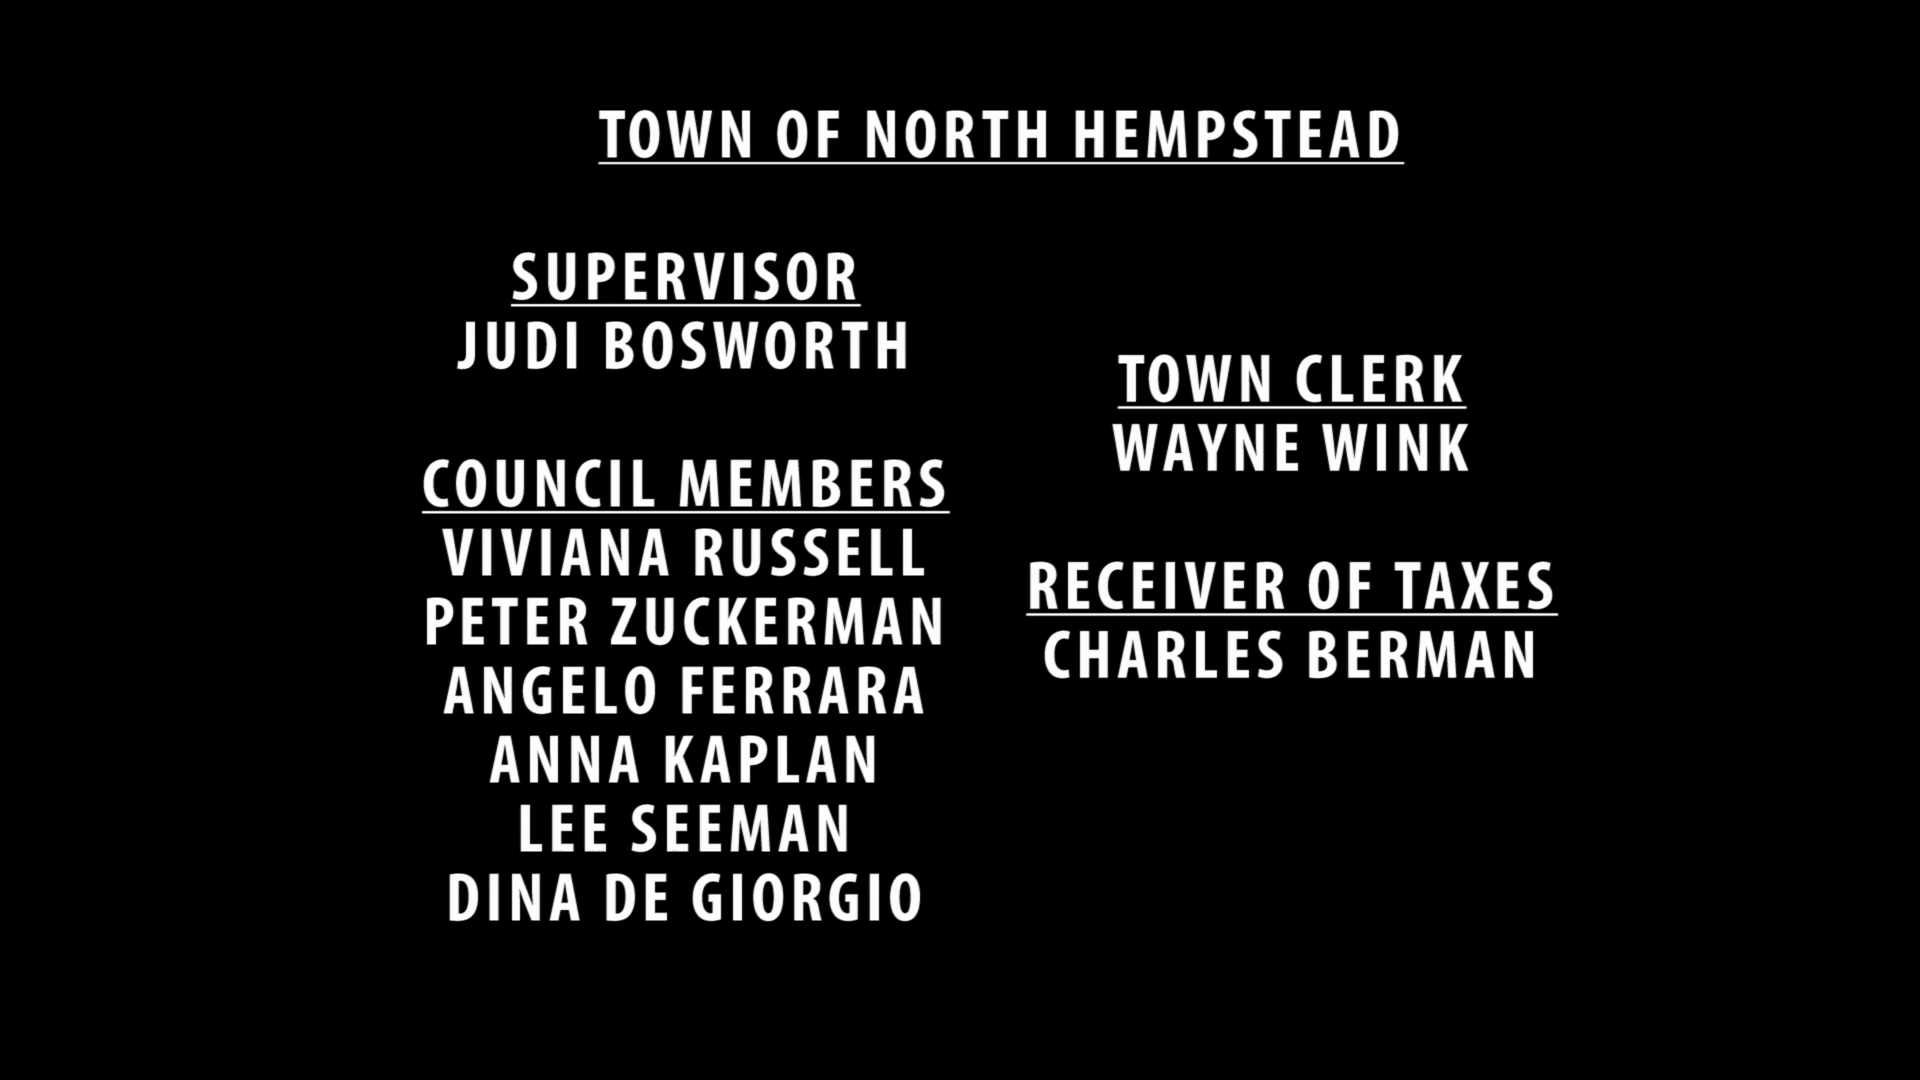 TOWN OF NORTH HEMPSTEAD
SUPERVISOR
JUDI BOSWORTH
COUNCIL MEMBERS
VIVIANA RUSSELL
PETER ZUCKERMAN
ANGELO FERRARA
ANNA KAPLAN
LEE SEEMAN
DINA DE GIORGIO
TOWN CLERK
WAYNE WINK
RECEIVER OF TAXES
CHARLES BERMAN